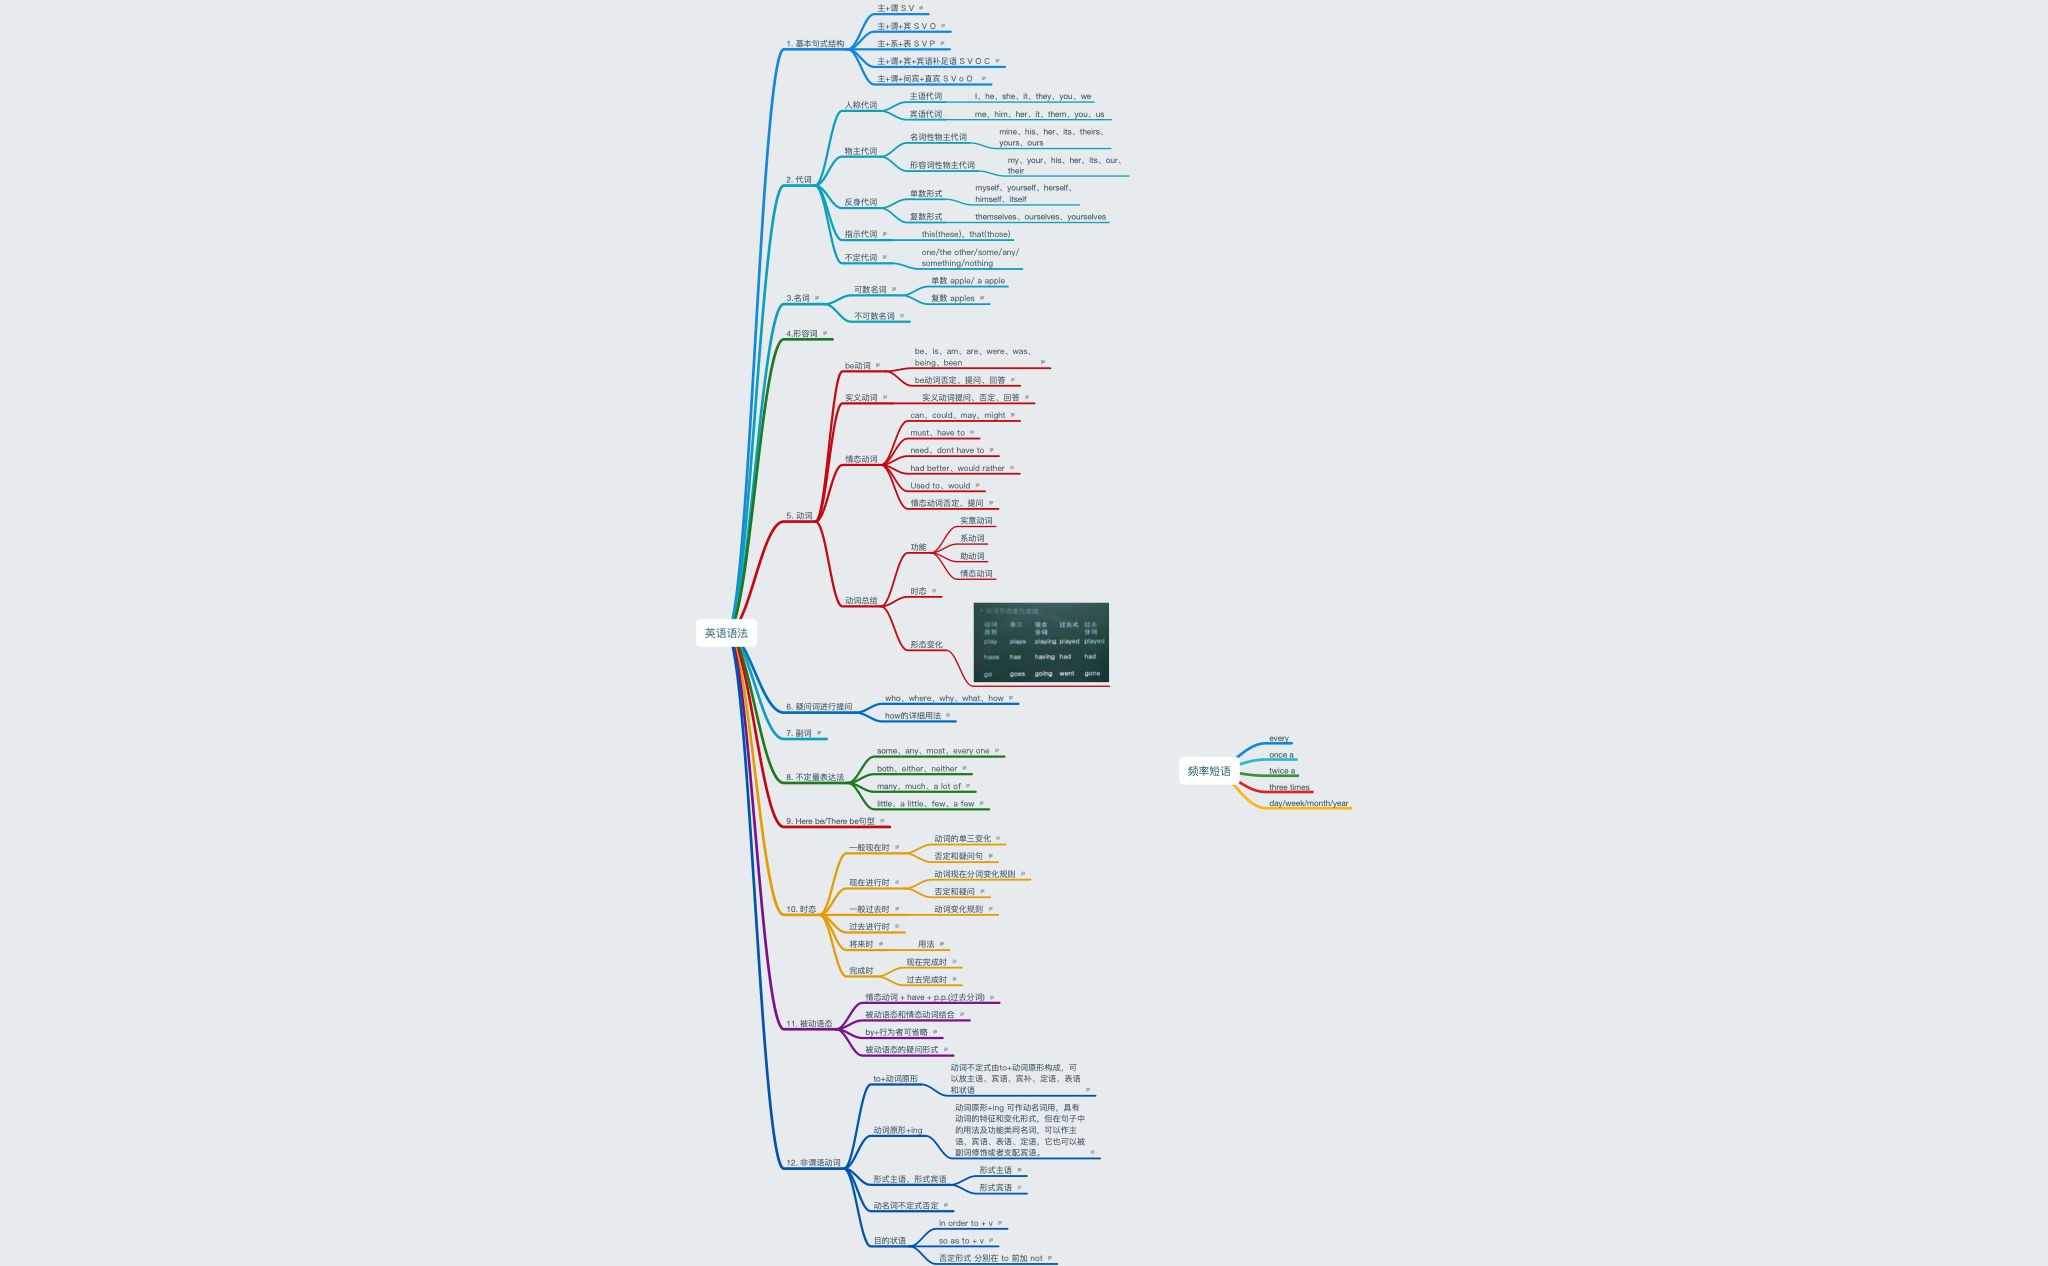 主+谓 S V
主+谓+宾 S V O
1. 基本句式结构
主+系+表 S V P
主+谓+宾+宾语补足语 S V O C
主+谓+间宾+直宾 S V o O
人称代词
主语代词
I、he、she、it、they、you、we
宾语代词
me、him、her、it、them、you、us
物主代词
名词性物主代词
mine、his、her、its、theirs、
yours、ours
形容词性物主代词
my、your、his、her、its、our、
their
2. 代词
反身代词
单数形式
myself、yourself、herself、
himself、itself
复数形式
themselves、ourselves、yourselves
指示代词
this(these)、that(those)
不定代词
one/the other/some/any/
something/nothing
3.名词
可数名词
单数 apple/ a apple
复数 apples
不可数名词
4.形容词
be动词
be、is、am、are、were、was、
being、been
be动词否定、提问、回答
实义动词
实义动词提问、否定、回答
情态动词
can、could、may、might
must、have to
need、dont have to
had better、would rather
Used to、would
情态动词否定、提问
5. 动词
动词总结
功能
实意动词
系动词
助动词
情态动词
时态
形态变化
动词 第三 现在 过去式 过去
原形 分词 分词
play plays playing played played
have has having had had
go goes going went gone
英语语法
6. 疑问词进行提问
who、where、why、what、how
how的详细用法
7. 副词
8. 不定量表达法
some、any、most、every one
both、either、neither
many、much、a lot of
little、a little、few、a few
9. Here be/There be句型
10. 时态
一般现在时
动词的单三变化
否定和疑问句
现在进行时
动词现在分词变化规则
否定和疑问
一般过去时
动词变化规则
过去进行时
将来时
用法
完成时
现在完成时
过去完成时
11. 被动语态
情态动词 + have + p.p.(过去分词)
被动语态和情态动词结合
by+行为者可省略
被动语态的疑问形式
12. 非谓语动词
to+动词原形
动词不定式由to+动词原形构成，可
以放主语、宾语、宾补、定语、表语
和状语
动词原形+ing
动词原形+ing 可作动名词用，具有
动词的特征和变化形式，但在句子中
的用法及功能类同名词，可以作主
语、宾语、表语、定语，它也可以被
副词修饰或者支配宾语。
形式主语、形式宾语
形式主语
形式宾语
动名词不定式否定
目的状语
in order to + v
so as to + v
否定形式 分别在 to 前加 not
频率短语
every
once a
twice a
three times
day/week/month/year